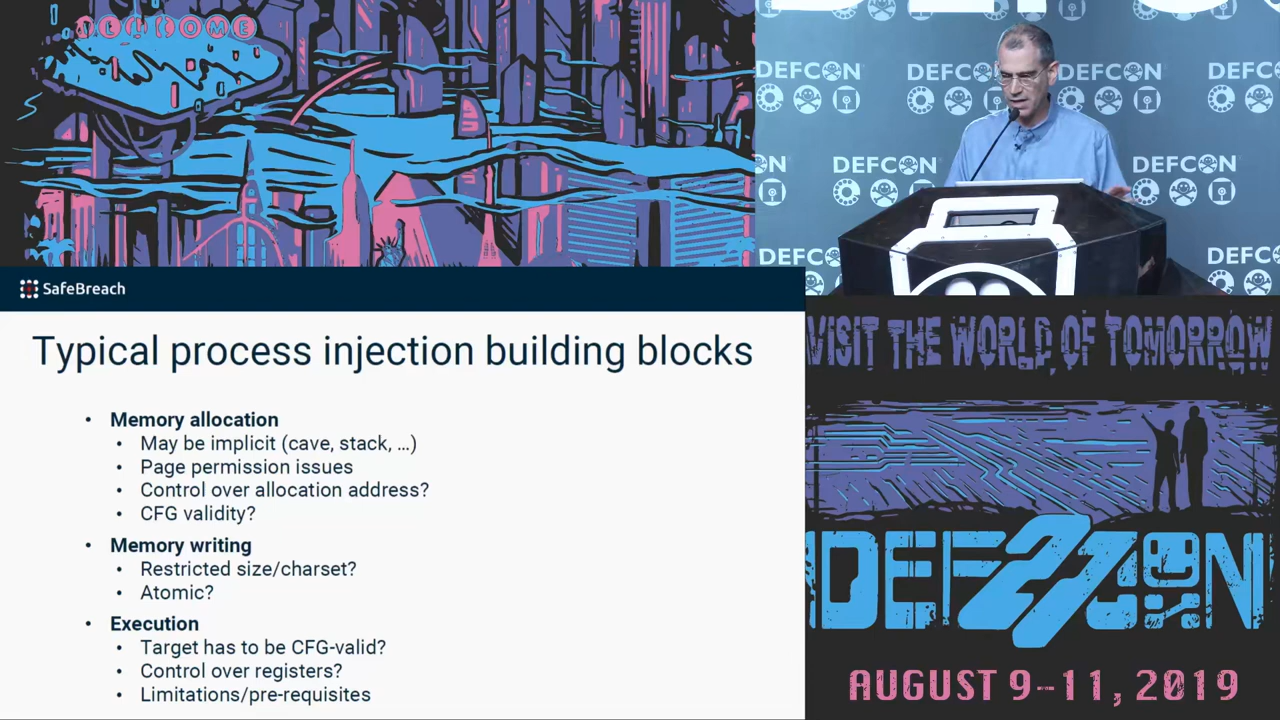 WELCOME
DEFCON DEFCON DEFCON DEFCON
DEFCON DEFCON
DEFCON DEFCON
SafeBreach
Typical process injection building blocks
• Memory allocation
• May be implicit (cave, stack, ...)
• Page permission issues
• Control over allocation address?
• CFG validity?
• Memory writing
• Restricted size/charset?
• Atomic?
• Execution
• Target has to be CFG-valid?
• Control over registers?
• Limitations/pre-requisites
VISIT THE WORLD OF TOMORROW
DEF27CON
AUGUST 9-11, 2019